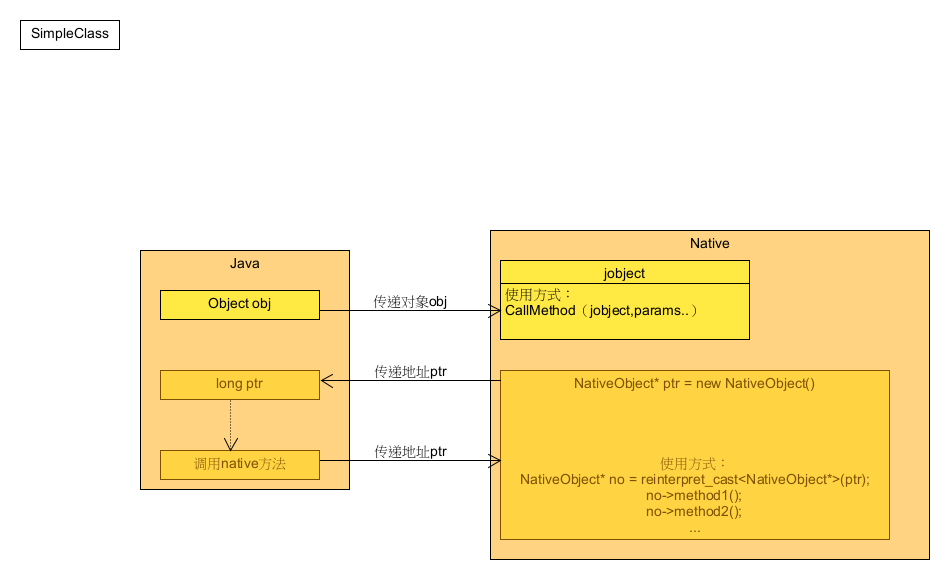 SimpleClass
Java
Object obj
long ptr
调用native方法
传递对象obj
传递地址ptr
传递地址ptr
Native
jobject
使用方式：
CallMethod（jobject,params..）
NativeObject* ptr = new NativeObject()
使用方式：
NativeObject* no = reinterpret_cast<NativeObject*>(ptr);
no->method1();
no->method2();
...